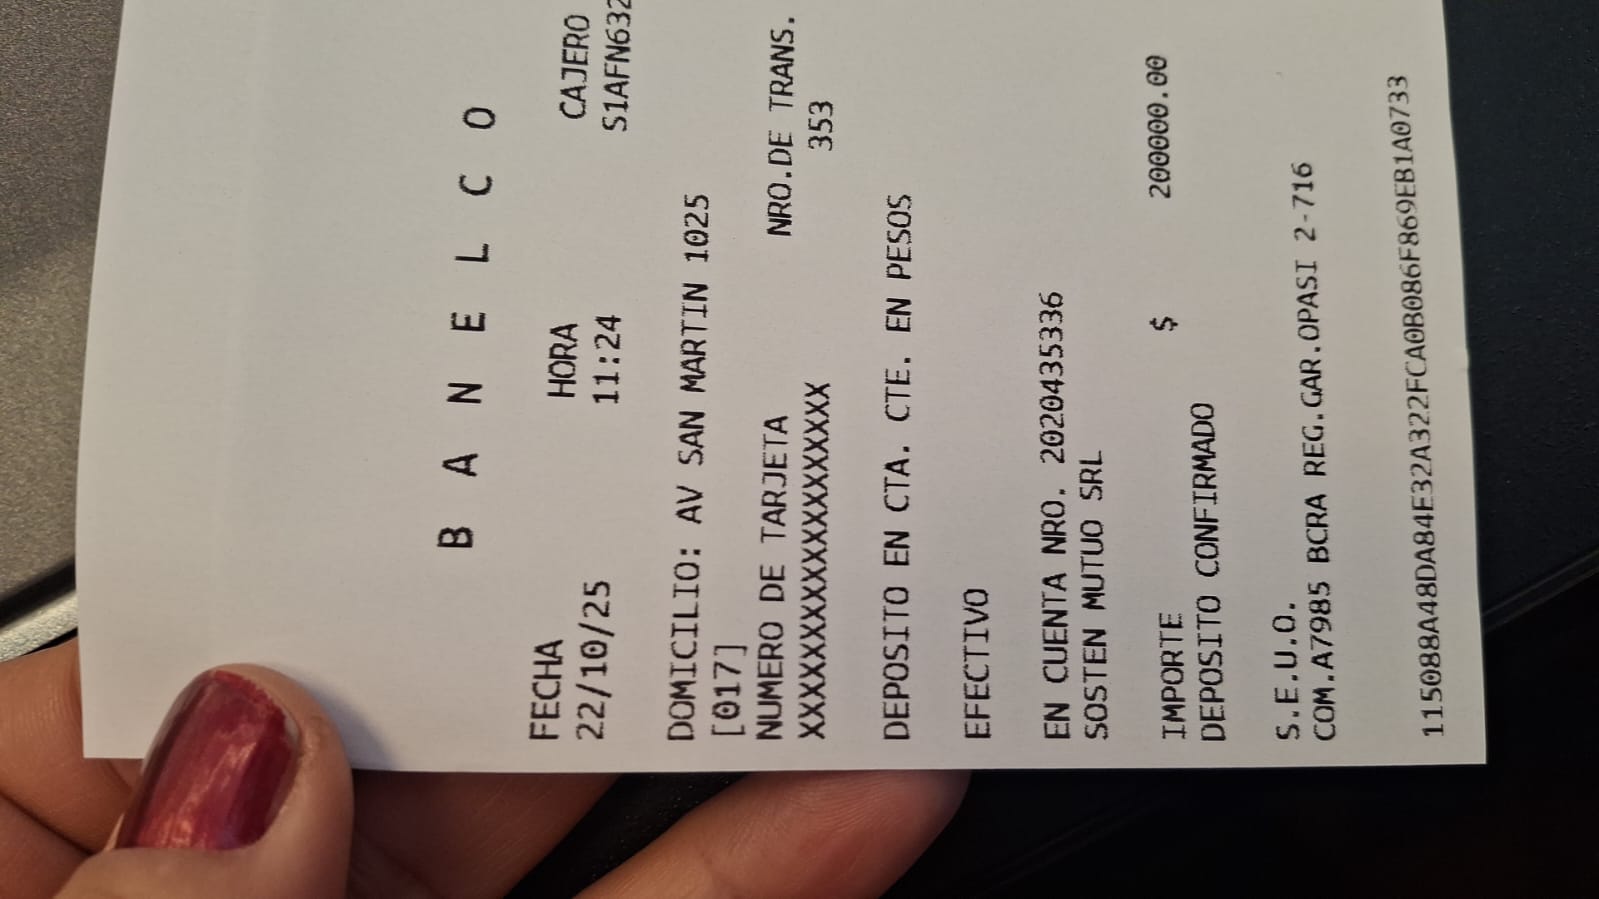 B A N E L C O
FECHA HORA CAJERO
22/10/25 11:24 S1AFN632
DOMICILIO: AV SAN MARTIN 1025
[017]
NUMERO DE TARJETA NRO.DE TRANS.
XXXXXXXXXXXXXXXXXXX 353
DEPOSITO EN CTA. CTE. EN PESOS
EFECTIVO
EN CUENTA NRO. 2020435336
SOSTEN MUTUO SRL
IMPORTE $ 200000.00
DEPOSITO CONFIRMADO
S.E.U.O.
COM.A7985 BCRA REG.GAR.OPASI 2-716
115088A48DA84E32A322FCA0B086F869EB1A0733